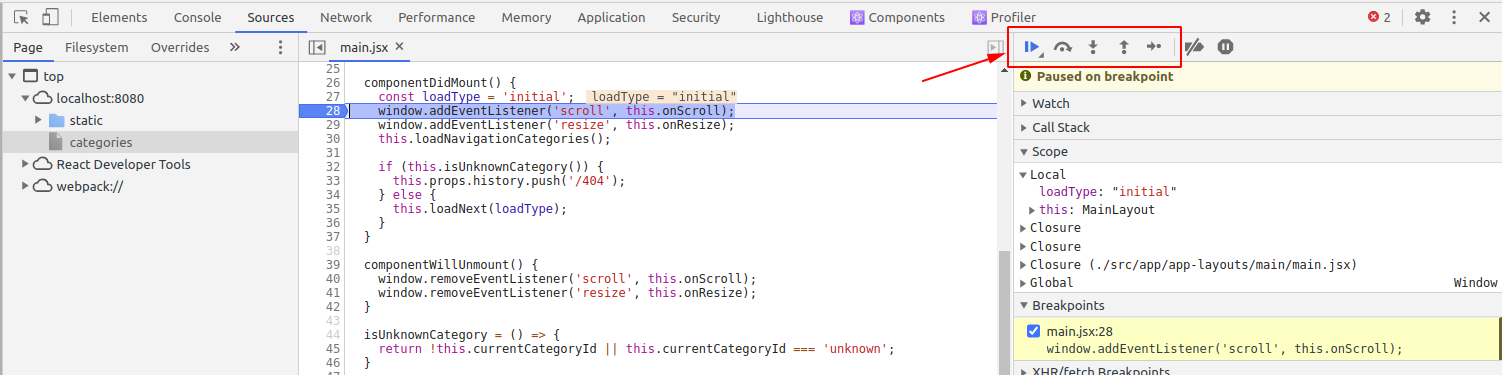 Elements Console Sources Network Performance Memory Application Security Lighthouse Components Profiler 2
Page Filesystem Overrides »
main.jsx ×
top
localhost:8080
static
categories
React Developer Tools
webpack://
25
26 componentDidMount() {
27 const loadType = 'initial'; loadType = "initial"
28 window.addEventListener('scroll', this.onScroll);
29 window.addEventListener('resize', this.onResize);
30 this.loadNavigationCategories();
31
32 if (this.isUnknownCategory()) {
33 this.props.history.push('/404');
34 } else {
35 this.loadNext(loadType);
36 }
37 }
38
39 componentWillUnmount() {
40 window.removeEventListener('scroll', this.onScroll);
41 window.removeEventListener('resize', this.onResize);
42 }
43
44 isUnknownCategory = () => {
45 return !this.currentCategoryId || this.currentCategoryId === 'unknown';
46 }
47
Paused on breakpoint
Watch
Call Stack
Scope
Local
loadType: "initial"
this: MainLayout
Closure
Closure
Closure (./src/app/app-layouts/main/main.jsx)
Global Window
Breakpoints
main.jsx:28
window.addEventListener('scroll', this.onScroll);
XHR/fetch Breakpoints